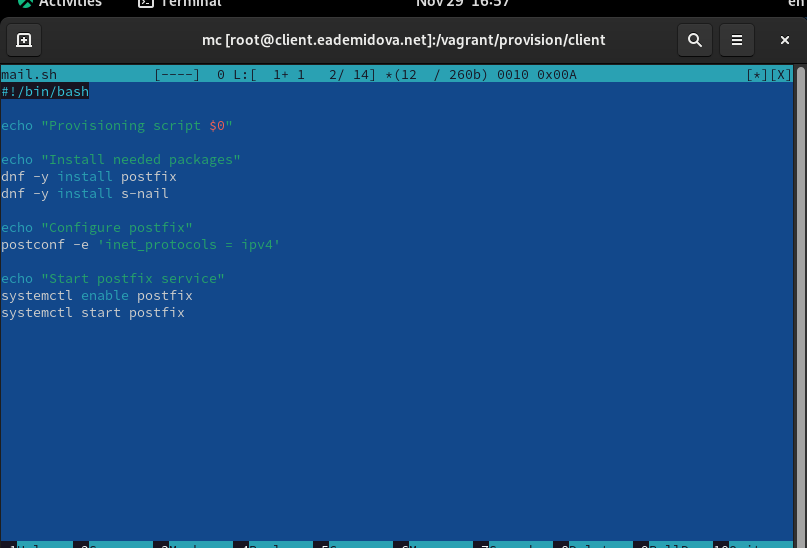 Activities Terminal Nov 29 16:57 en
mc [root@client.eademidova.net]:/vagrant/provision/client
mail.sh [----] 0 L:[ 1+ 1 2/ 14] *(12 / 260b) 0010 0x00A [*][X]
#!/bin/bash
echo "Provisioning script $0"
echo "Install needed packages"
dnf -y install postfix
dnf -y install s-nail
echo "Configure postfix"
postconf -e 'inet_protocols = ipv4'
echo "Start postfix service"
systemctl enable postfix
systemctl start postfix